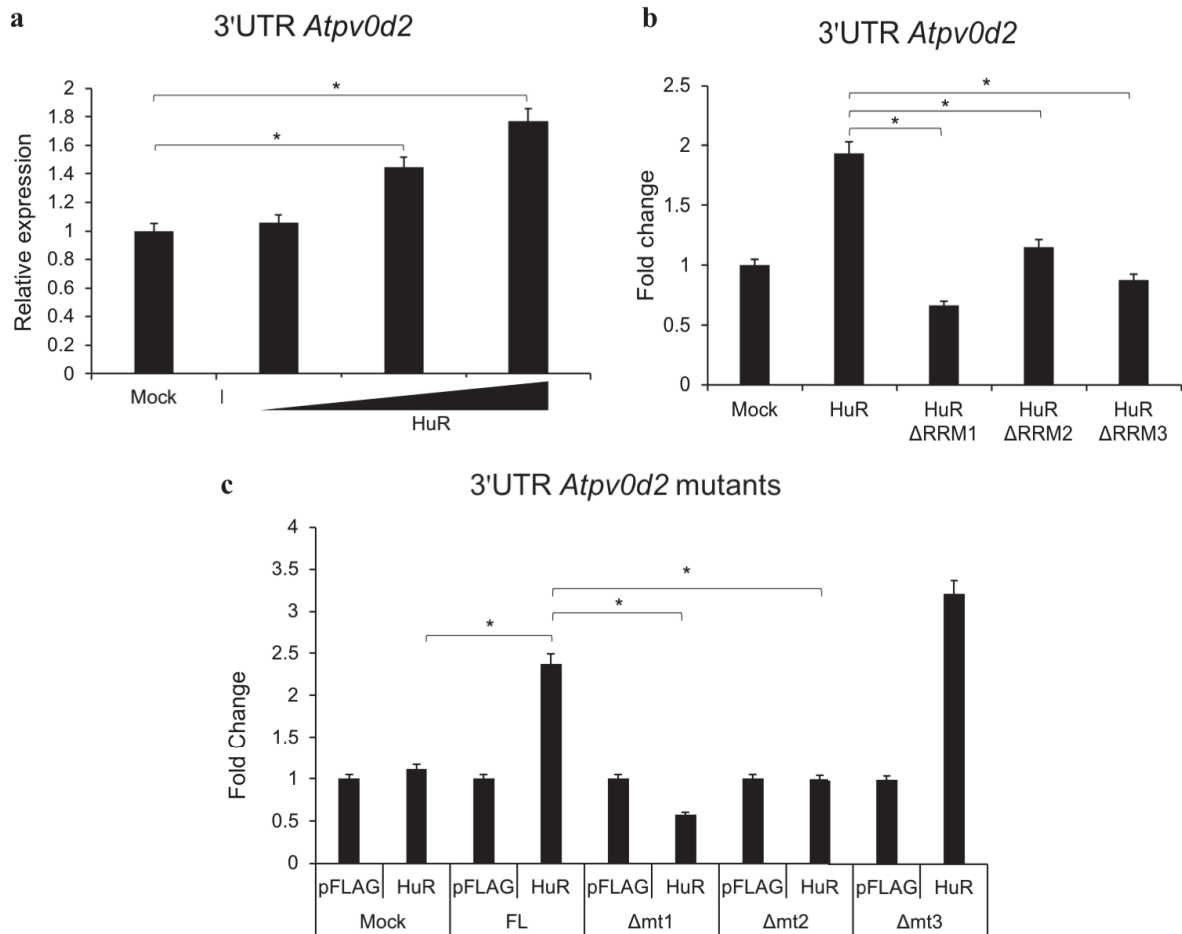 a
3'UTR Atpv0d2
Relative expression
2
1.8
1.6
1.4
1.2
1
0.8
0.6
0.4
0.2
0
*
*
Mock
HuR
b
3'UTR Atpv0d2
Fold change
2.5
2
1.5
1
0.5
0
*
*
*
Mock
HuR
HuR ΔRRM1
HuR ΔRRM2
HuR ΔRRM3
c
3'UTR Atpv0d2 mutants
Fold Change
4
3.5
3
2.5
2
1.5
1
0.5
0
*
*
*
pFLAG HuR pFLAG HuR pFLAG HuR pFLAG HuR pFLAG HuR
Mock FL Δmt1 Δmt2 Δmt3